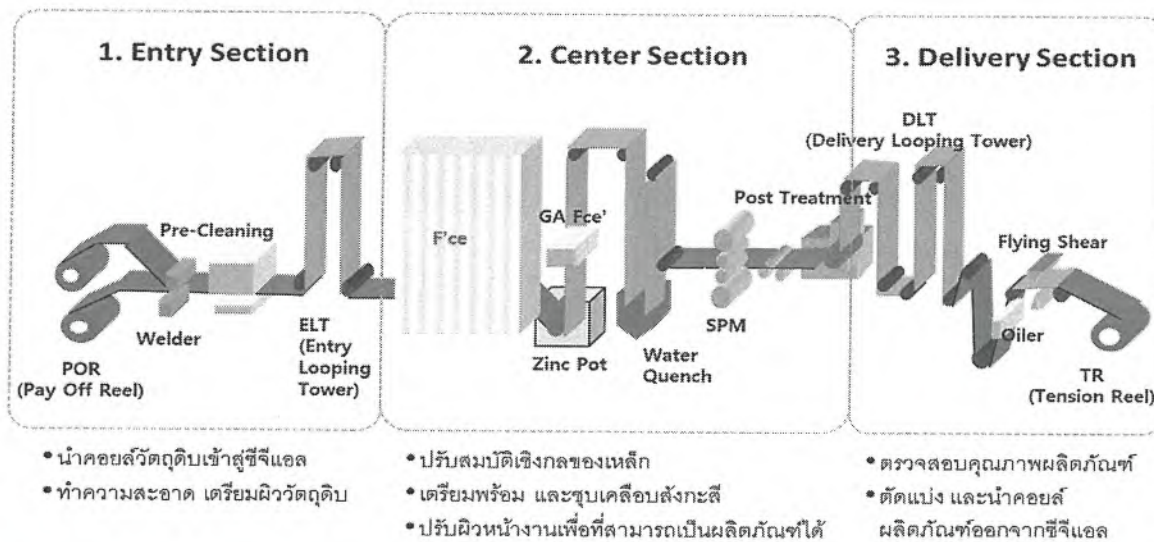 1. Entry Section
2. Center Section
3. Delivery Section
DLT
(Delivery Looping Tower)
Post Treatment
GA Fce'
F'ce
Pre-Cleaning
Flying Shear
Welder
ELT
(Entry
Looping
Tower)
SPM
Oiler
POR
(Pay Off Reel)
Zinc Pot
Water
Quench
TR
(Tension Reel)
• นำคอยล์วัตถุดิบเข้าสู่ซีจีแอล
• ทำความสะอาด เตรียมผิววัตถุดิบ
• ปรับสมบัติเชิงกลของเหล็ก
• เตรียมพร้อม และชุบเคลือบสังกะสี
• ปรับผิวหน้างานเพื่อที่สามารถเป็นผลิตภัณฑ์ได้
• ตรวจสอบคุณภาพผลิตภัณฑ์
• ตัดแบ่ง และนำคอยล์
ผลิตภัณฑ์ออกจากซีจีแอล